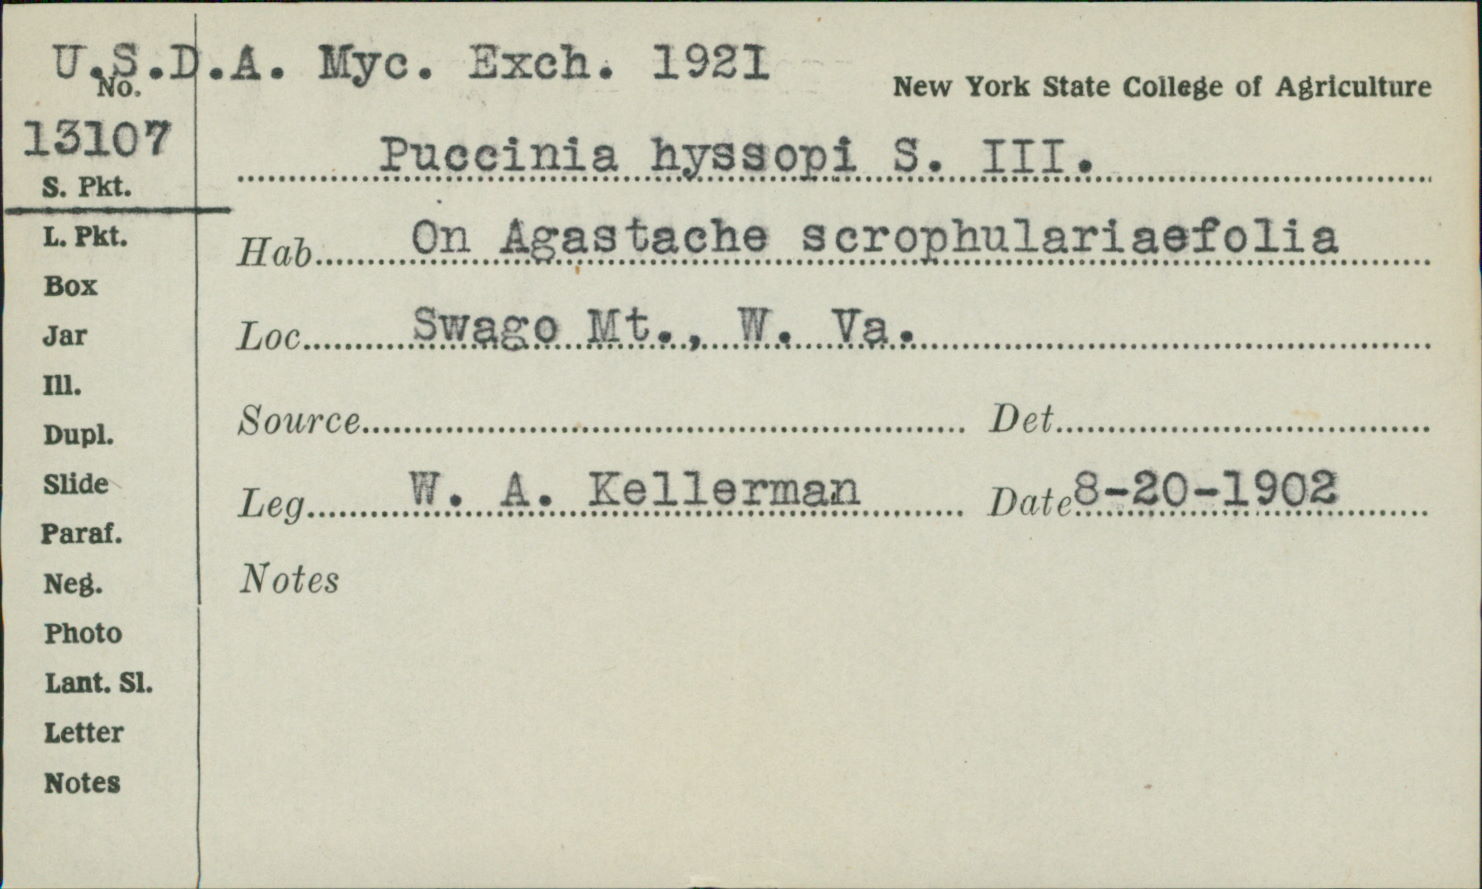 U.S.D.A. Myc. Exch. 1921
No.
New York State College of Agriculture
13107
Puccinia hyssopi S. III.
S. Pkt.
L. Pkt.
Hab. On Agastache scrophulariaefolia
Box
Jar
Loc. Swago Mt., W. Va.
Ill.
Dupl.
Source Det.
Slide
Leg. W. A. Kellerman Date 8-20-1902
Paraf.
Neg.
Notes
Photo
Lant. Sl.
Letter
Notes